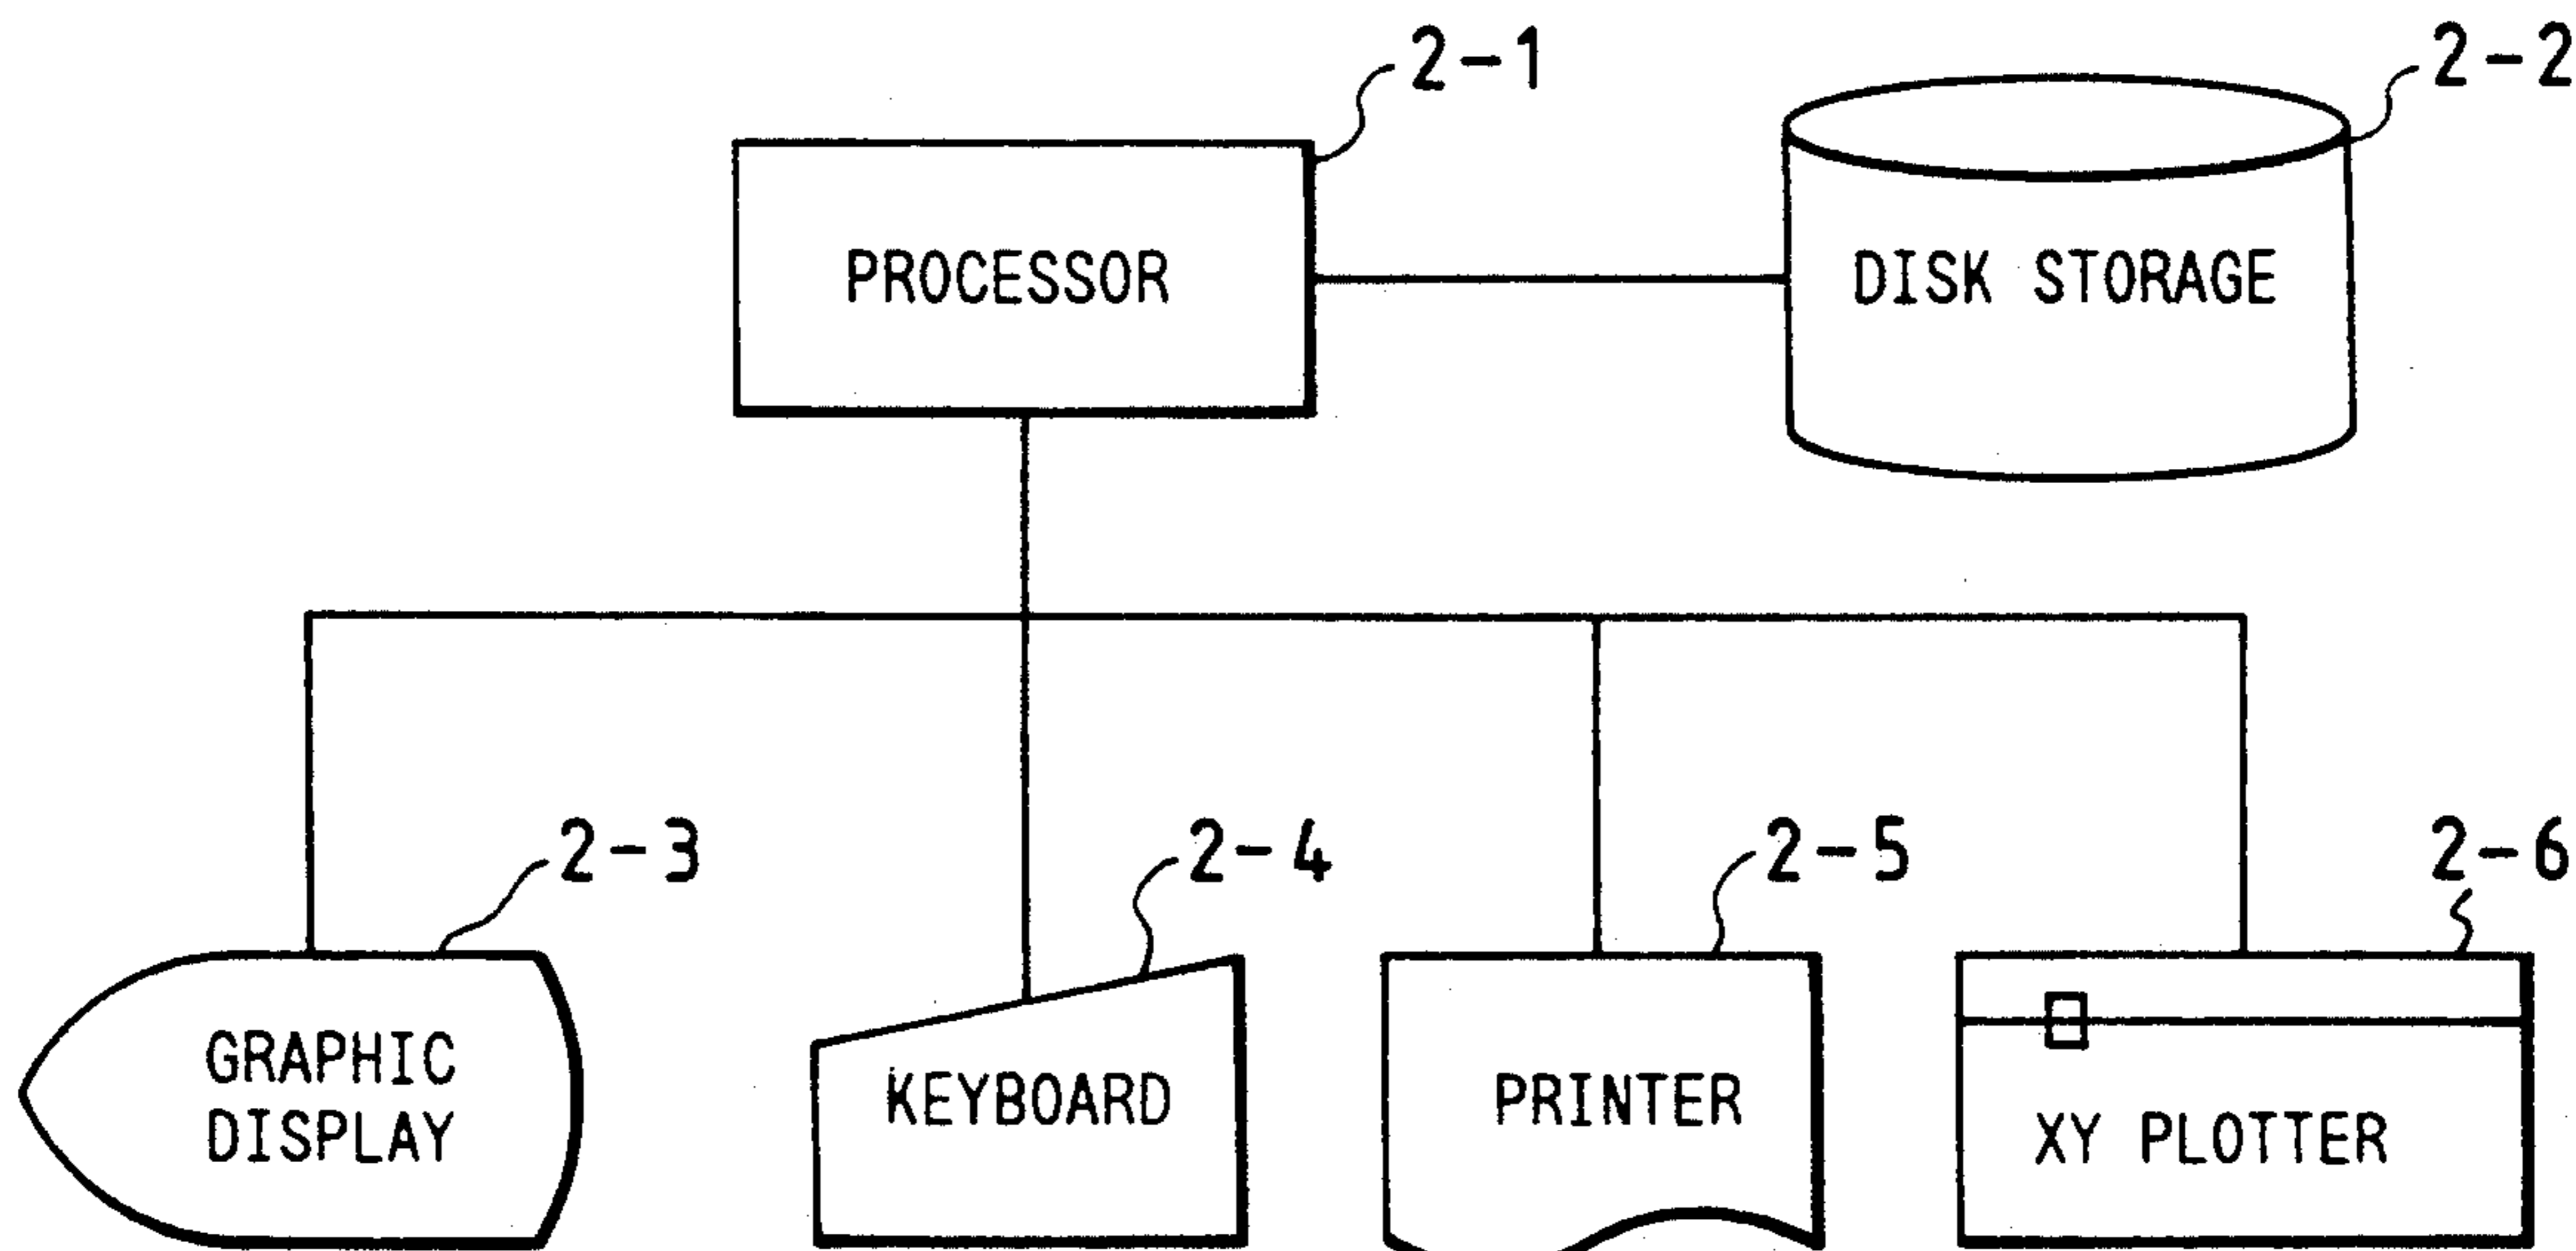 2-1
2-2
PROCESSOR
DISK STORAGE
2-3
2-4
2-5
2-6
GRAPHIC
DISPLAY
KEYBOARD
PRINTER
XY PLOTTER